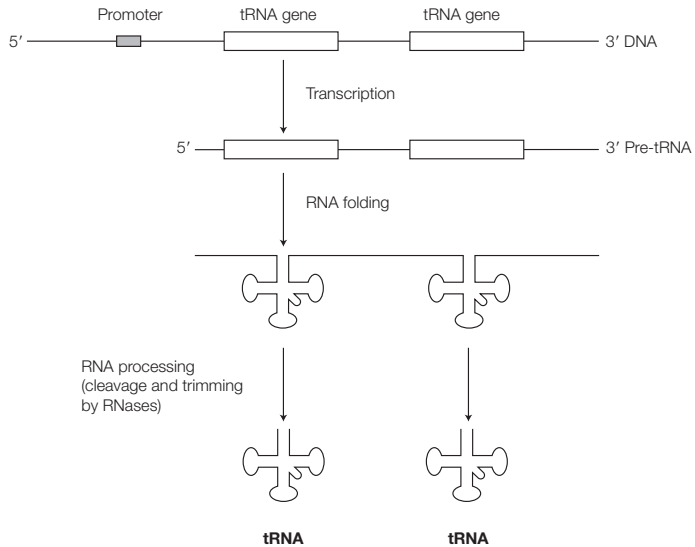 Promoter
tRNA gene
tRNA gene
5′
3′ DNA
Transcription
5′
3′ Pre-tRNA
RNA folding
RNA processing
(cleavage and trimming
by RNases)
tRNA
tRNA